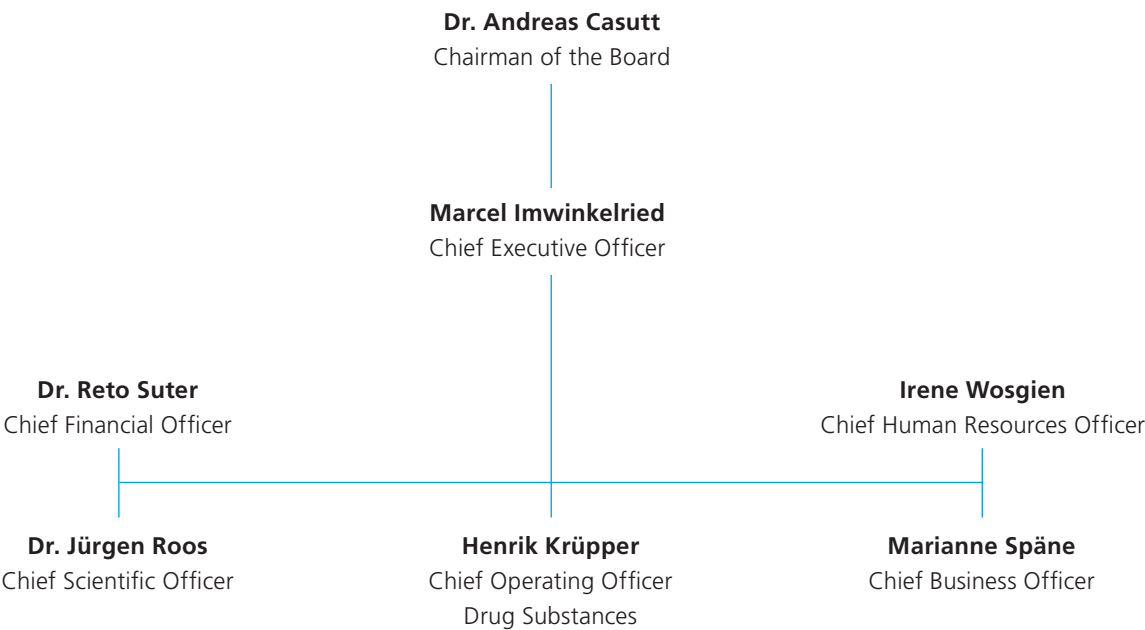 Dr. Andreas Casutt
Chairman of the Board
Marcel Imwinkelried
Chief Executive Officer
Dr. Reto Suter
Chief Financial Officer
Irene Wosgien
Chief Human Resources Officer
Dr. Jürgen Roos
Chief Scientific Officer
Henrik Krüpper
Chief Operating Officer
Drug Substances
Marianne Späne
Chief Business Officer